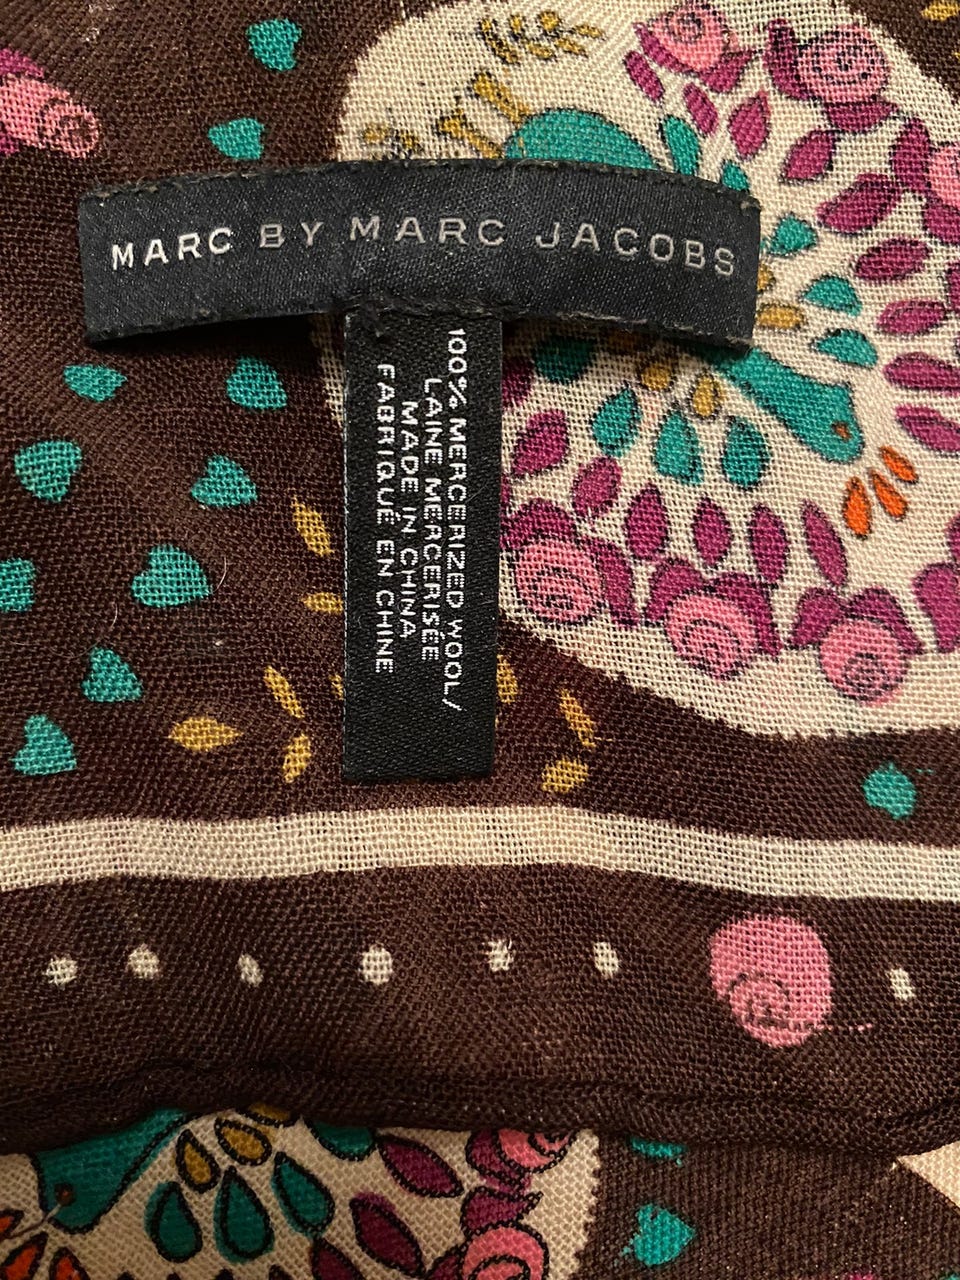 MARC BY MARC JACOBS
100% MERCERIZED WOOL/
LAINE MERCERISÉE
MADE IN CHINA
FABRIQUÉ EN CHINE